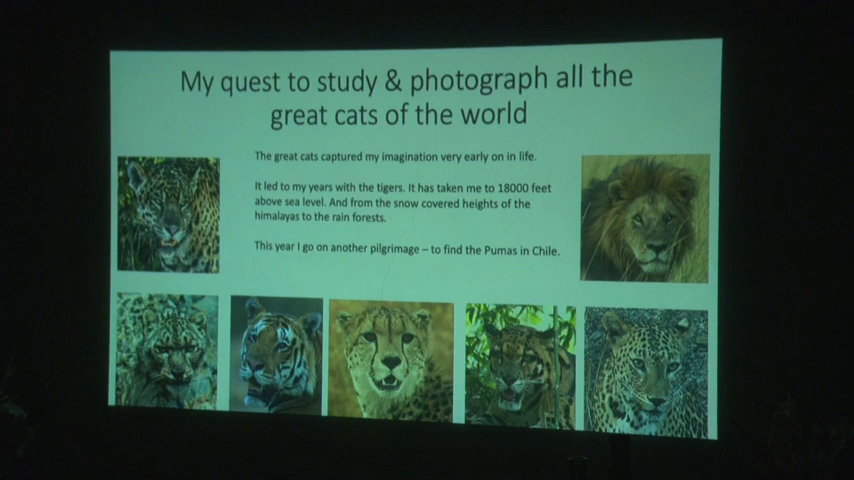 My quest to study & photograph all the
great cats of the world
The great cats captured my imagination very early on in life.
It led to my years with the tigers. It has taken me to 18000 feet
above sea level. And from the snow covered heights of the
himalayas to the rain forests.
This year I go on another pilgrimage – to find the Pumas in Chile.